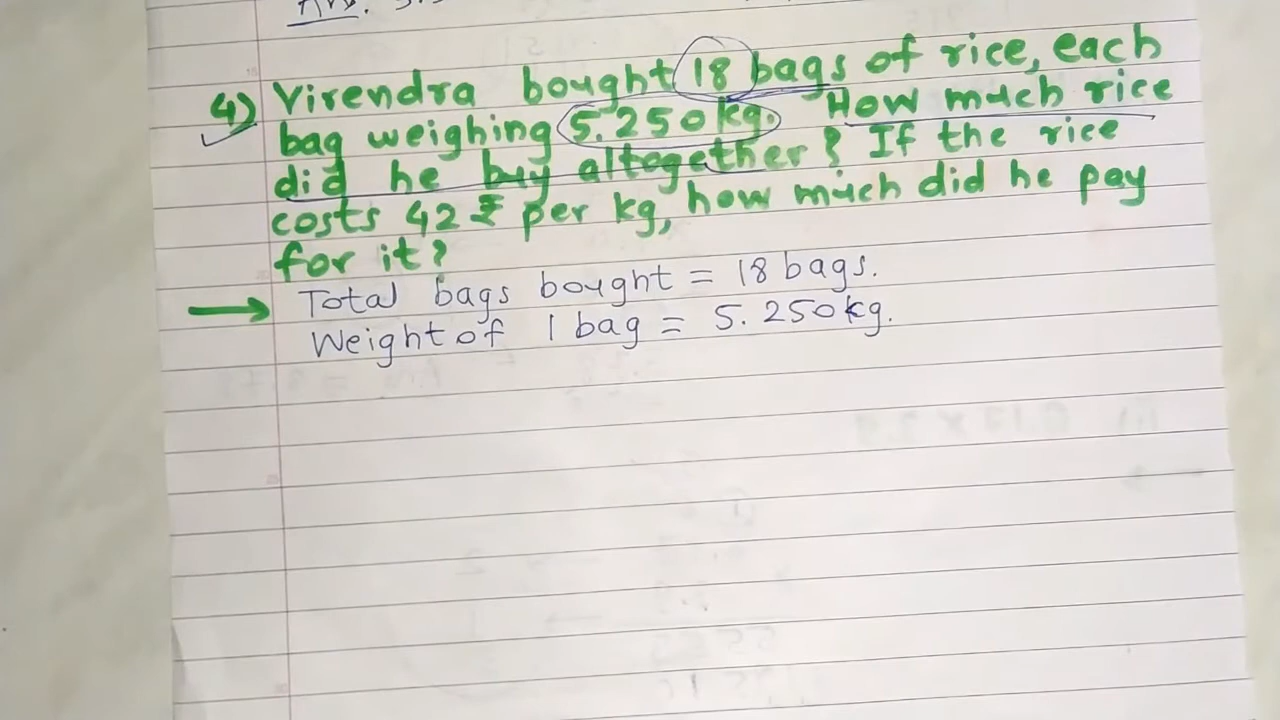 4) Virendra bought 18 bags of rice, each
bag weighing 5.250kg. How much rice
did he buy altogether? If the rice
costs 42 ₹ per kg, how much did he pay
for it?
Total bags bought = 18 bags.
Weight of 1 bag = 5.250kg.